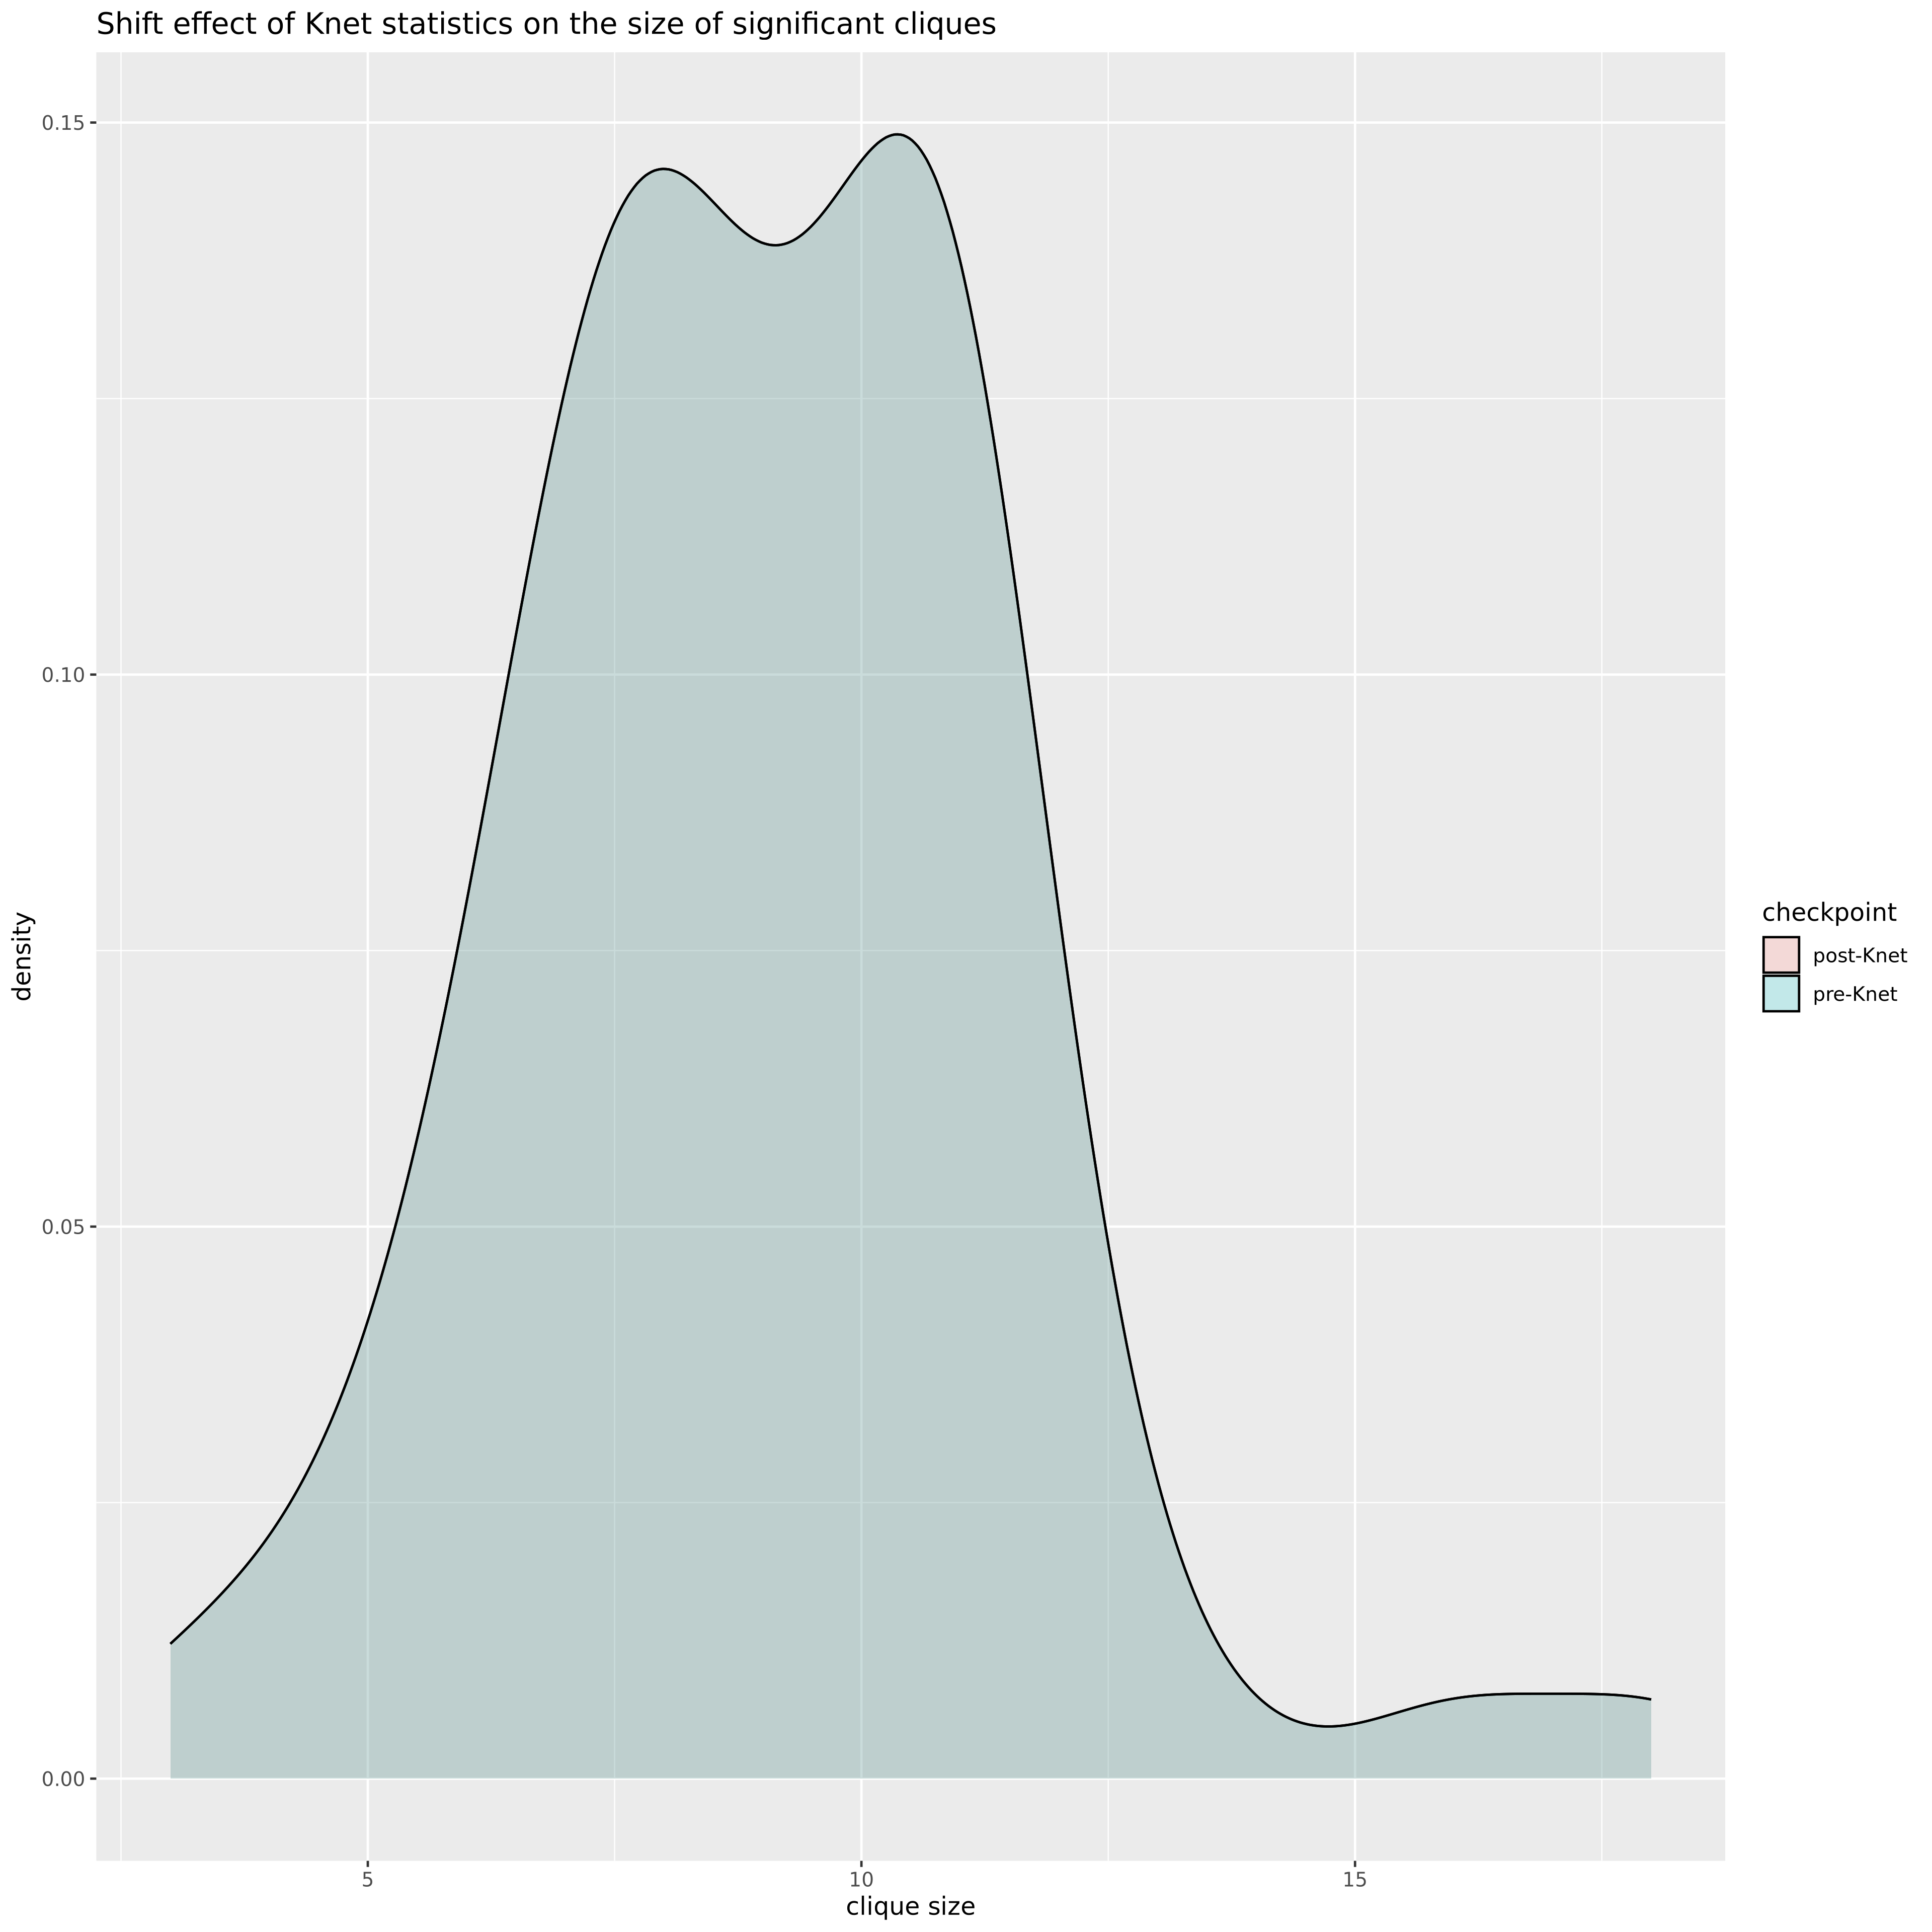 Shift effect of Knet statistics on the size of significant cliques
0.15
0.10
0.05
0.00
density
5
10
15
clique size
checkpoint
post-Knet
pre-Knet